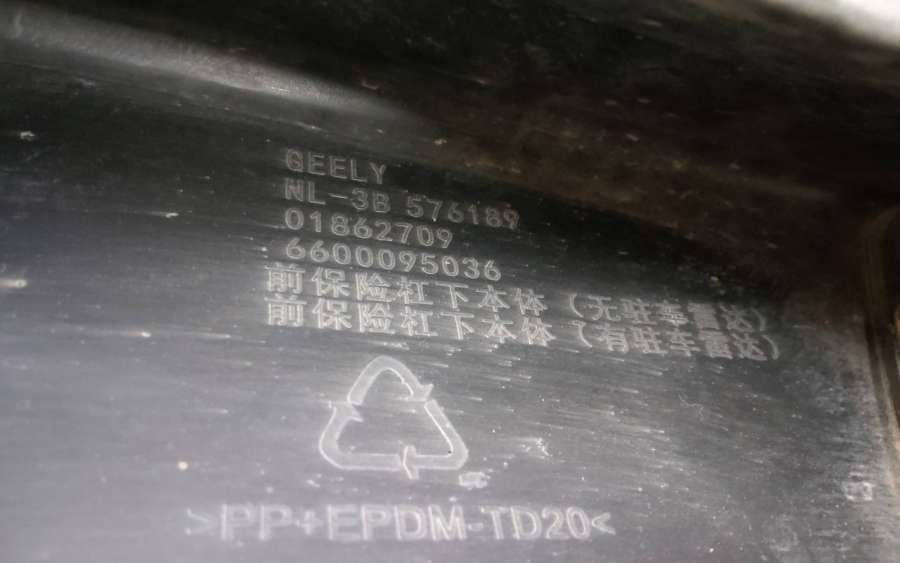 GEELY
NL-3B 576189
01862709
6600095036
前保险杠下本体(无驻车雷达)
前保险杠下本体(有驻车雷达)
>PP+EPDM-TD20<